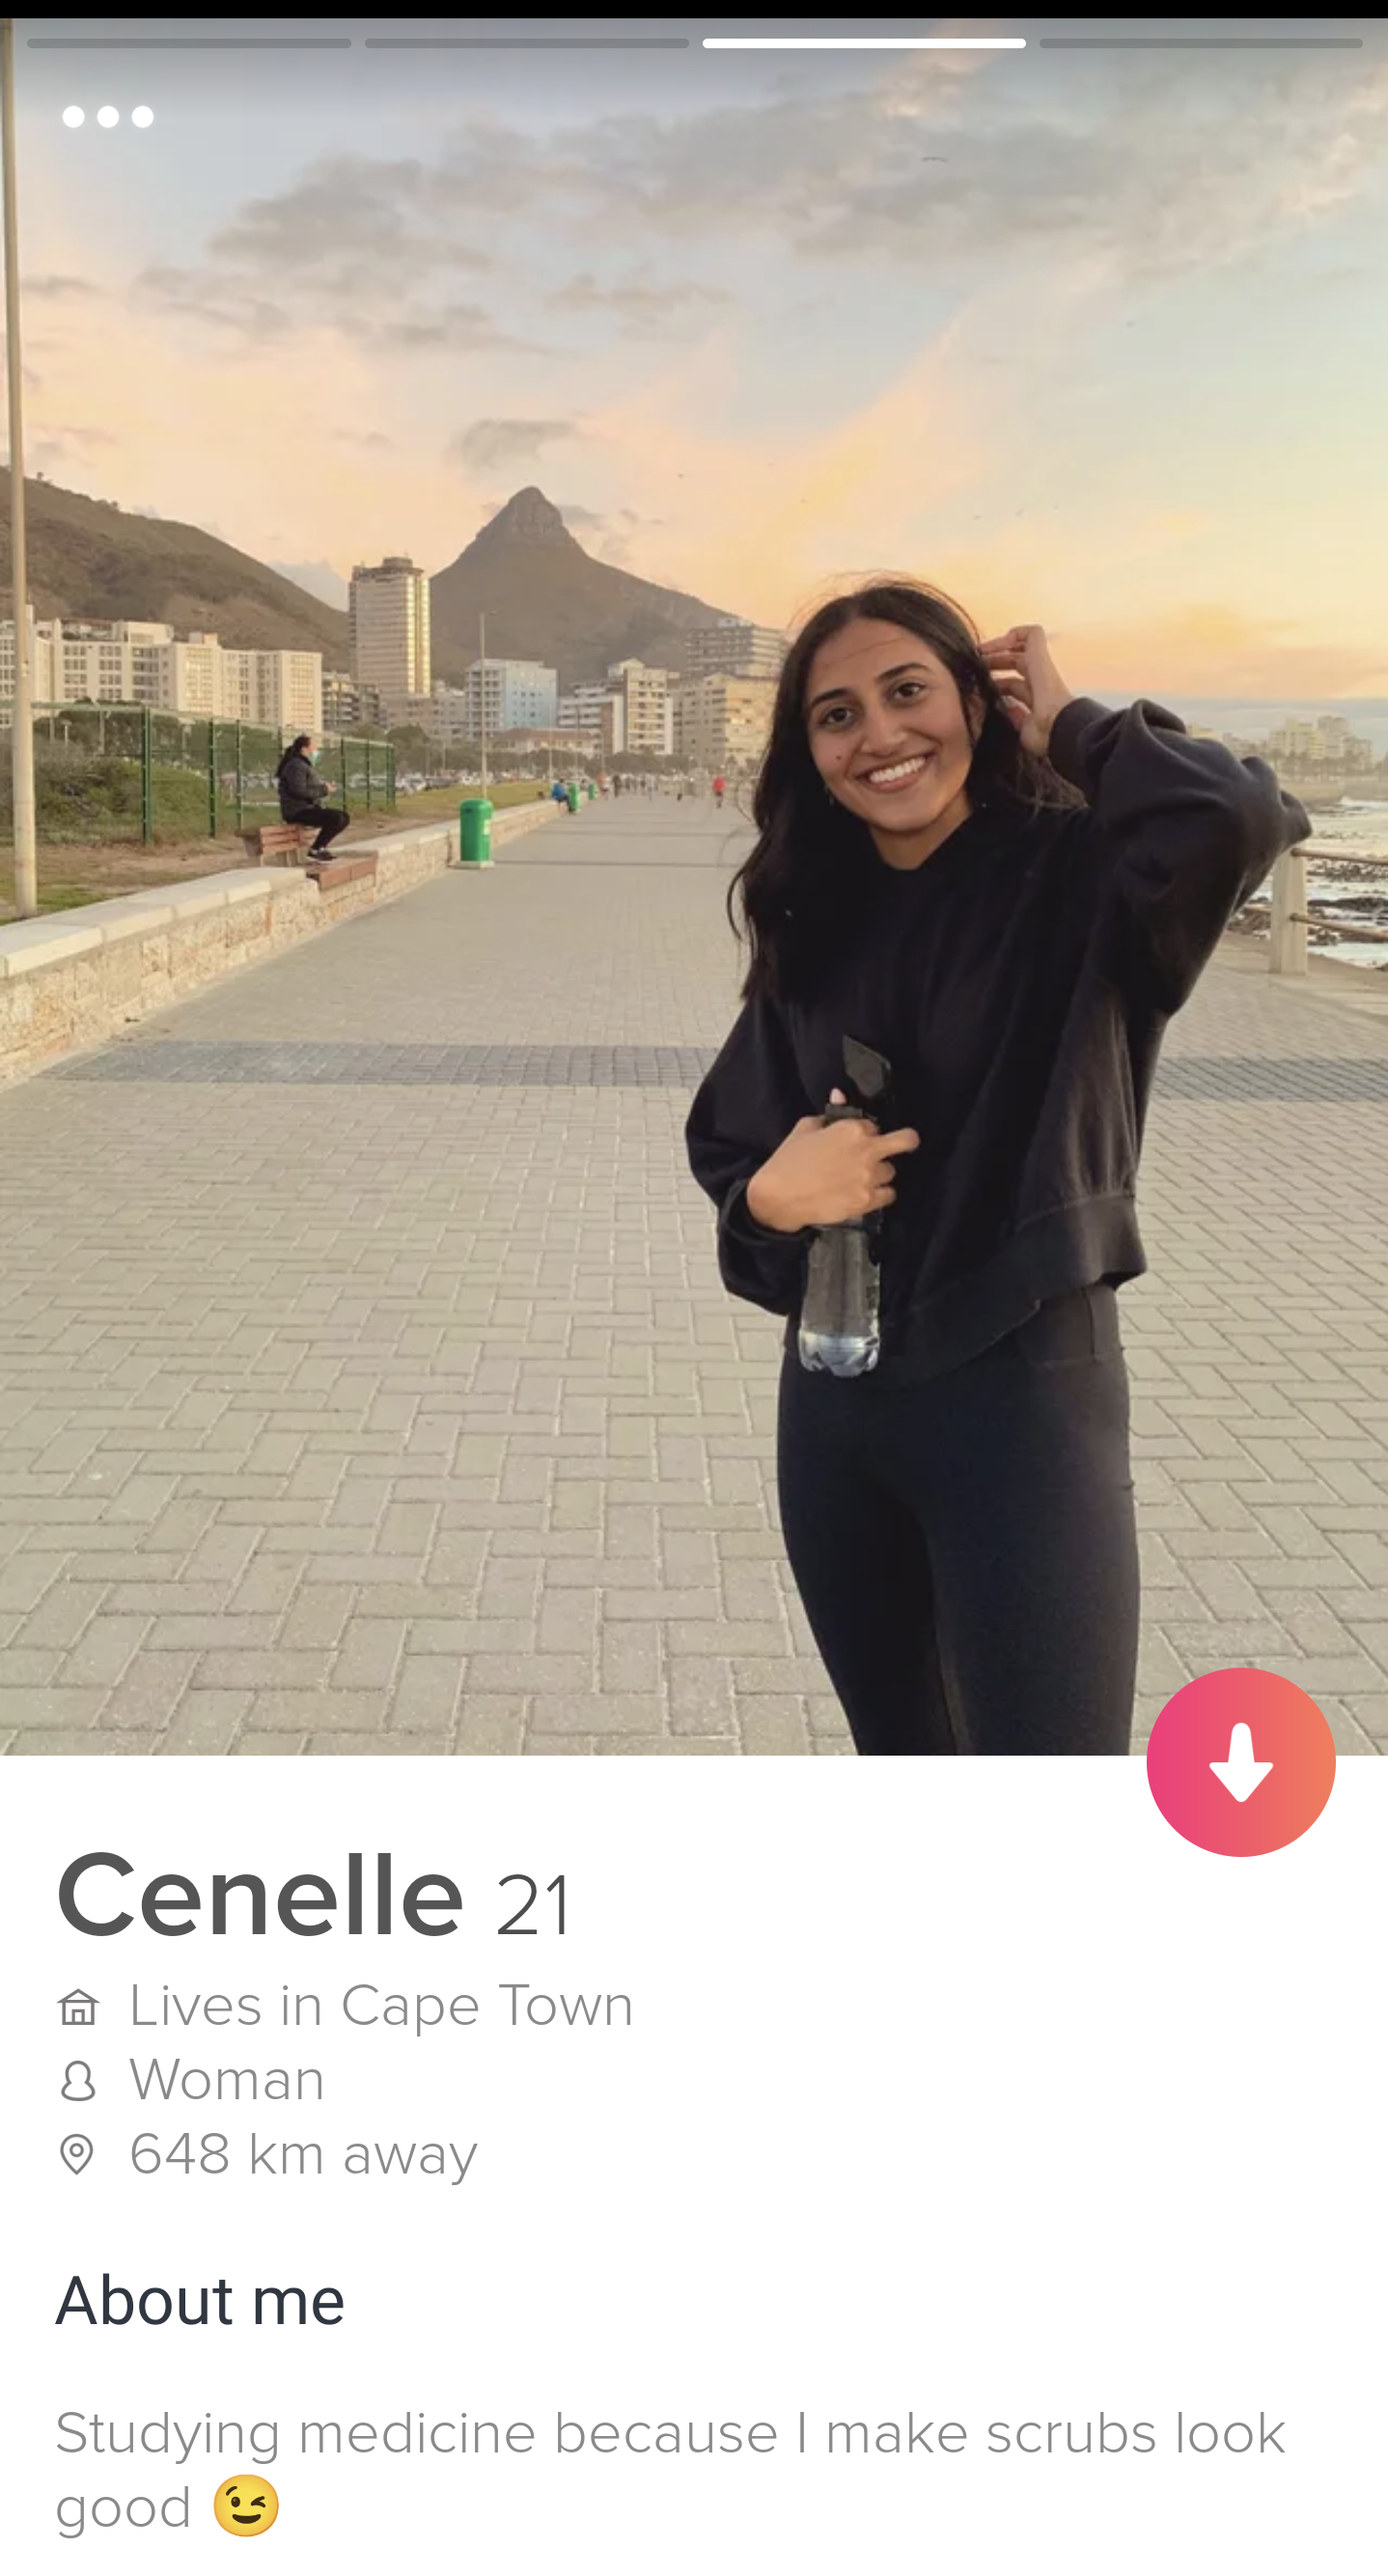 Cenelle 21
Lives in Cape Town
Woman
648 km away
About me
Studying medicine because I make scrubs look
good 😉